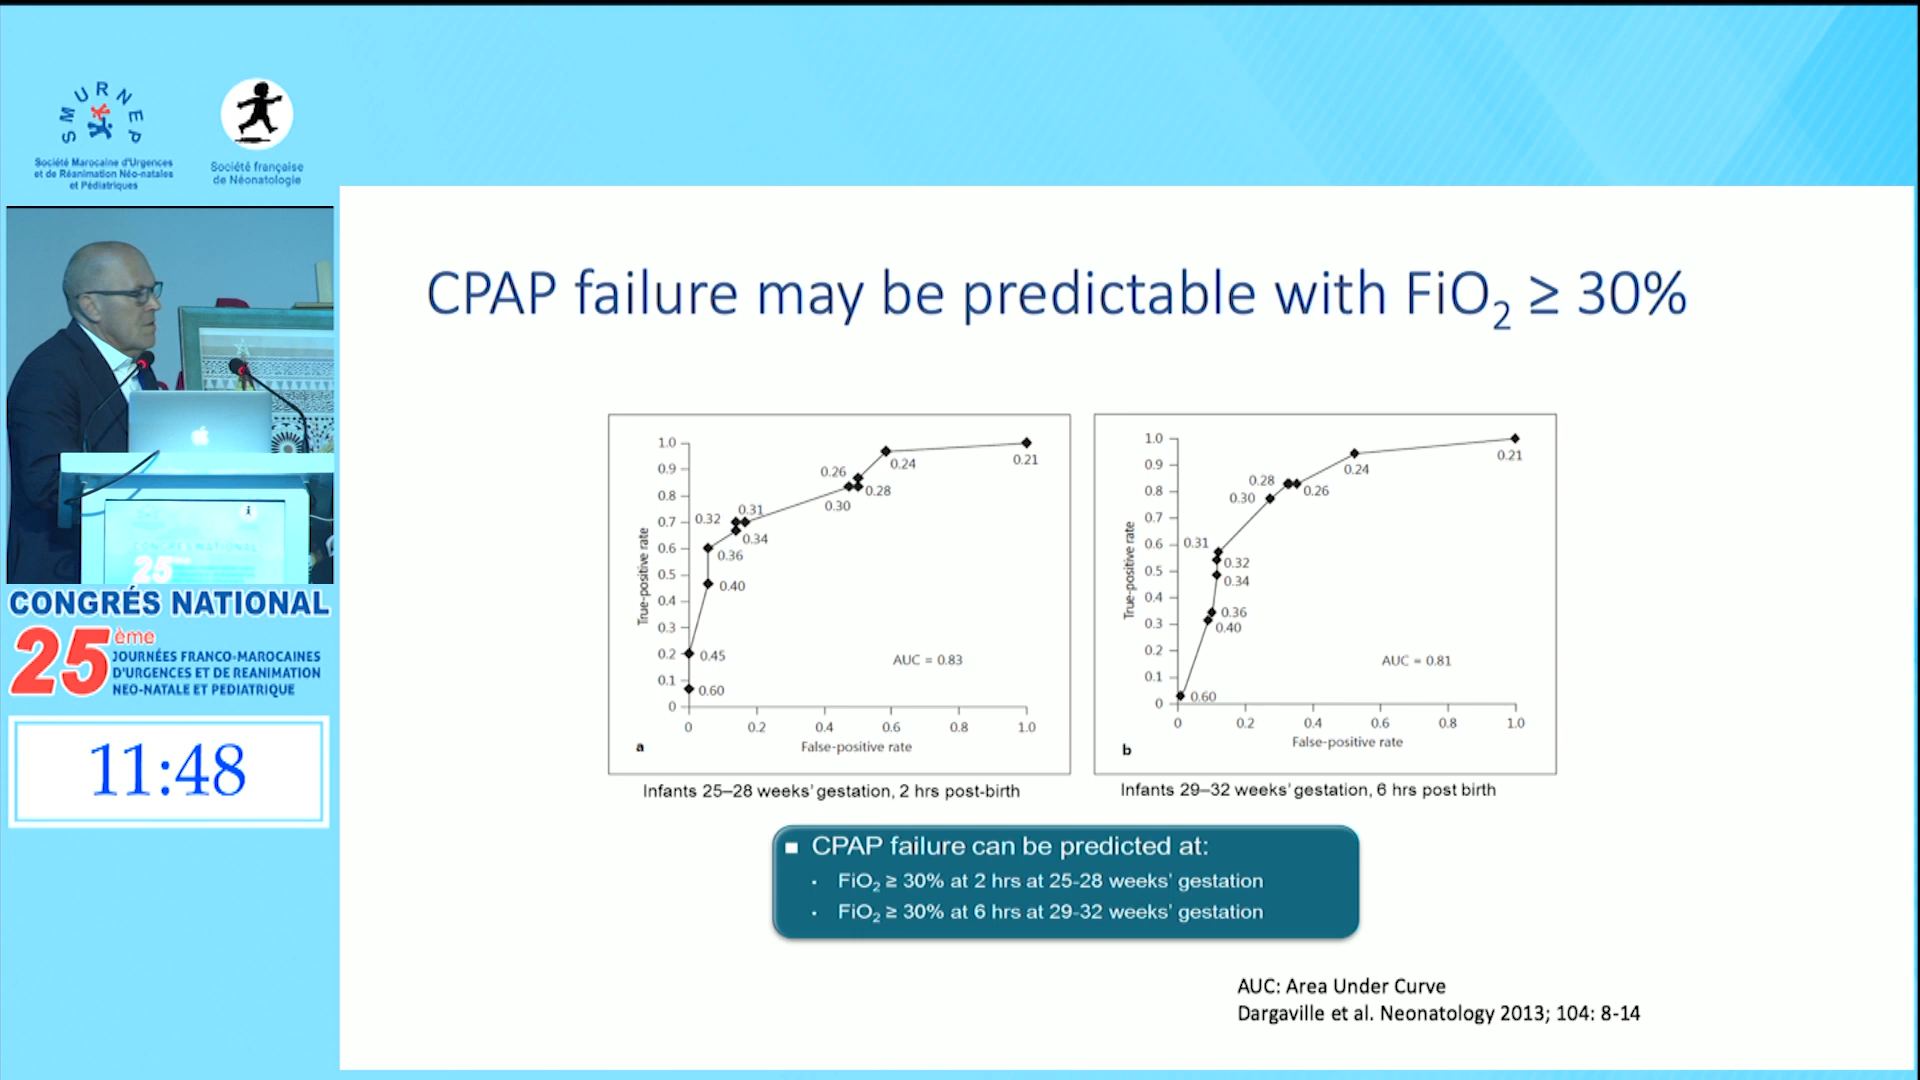 SMURNEP
Société Marocaine d'Urgences
et de Réanimation Néo-natales
et Pédiatriques
Société française
de Néonatologie
CONGRÉS NATIONAL
25ème
JOURNÉES FRANCO-MAROCAINES
D'URGENCES ET DE REANIMATION
NEO-NATALE ET PEDIATRIQUE
11:48
CPAP failure may be predictable with FiO2 ≥ 30%
1.0
0.9
0.8
0.7
0.6
0.5
0.4
0.3
0.2
0.1
0
True-positive rate
0.26
0.24
0.21
0.28
0.30
0.31
0.32
0.34
0.36
0.40
0.45
0.60
AUC = 0.83
0 0.2 0.4 0.6 0.8 1.0
False-positive rate
a
Infants 25–28 weeks' gestation, 2 hrs post-birth
1.0
0.9
0.8
0.7
0.6
0.5
0.4
0.3
0.2
0.1
0
True-positive rate
0.24
0.21
0.28
0.26
0.30
0.31
0.32
0.34
0.36
0.40
0.60
AUC = 0.81
0 0.2 0.4 0.6 0.8 1.0
False-positive rate
b
Infants 29–32 weeks' gestation, 6 hrs post birth
■ CPAP failure can be predicted at:
• FiO2 ≥ 30% at 2 hrs at 25-28 weeks' gestation
• FiO2 ≥ 30% at 6 hrs at 29-32 weeks' gestation
AUC: Area Under Curve
Dargaville et al. Neonatology 2013; 104: 8-14
CONGRES NATIONAL
25